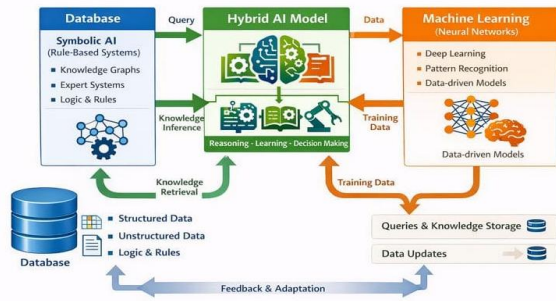 Database
Symbolic AI
(Rule-Based Systems)
Knowledge Graphs
Expert Systems
Logic & Rules
Query
Knowledge
Inference
Hybrid AI Model
Reasoning - Learning - Decision Making
Data
Training
Data
Machine Learning
(Neural Networks)
Deep Learning
Pattern Recognition
Data-driven Models
Data-driven Models
Knowledge
Retrieval
Training Data
Database
Structured Data
Unstructured Data
Logic & Rules
Queries & Knowledge Storage
Data Updates
Feedback & Adaptation